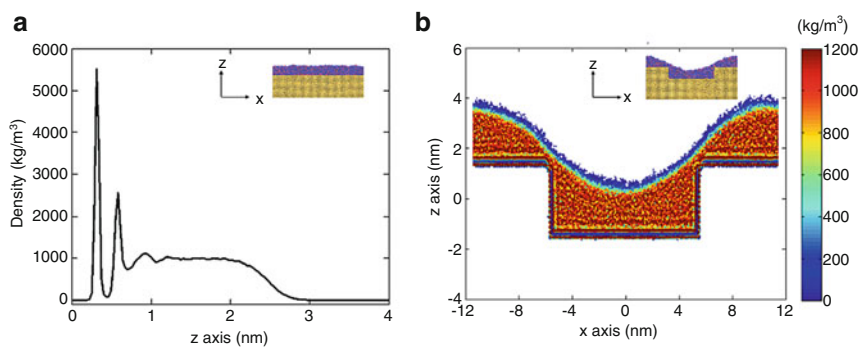 a
6000
5000
4000
3000
2000
1000
0
Density (kg/m³)
z
x
0 1 2 3 4
z axis (nm)
b
6
4
2
0
-2
-4
z axis (nm)
z
x
-12 -8 -4 0 4 8 12
x axis (nm)
(kg/m³)
1200
1000
800
600
400
200
0